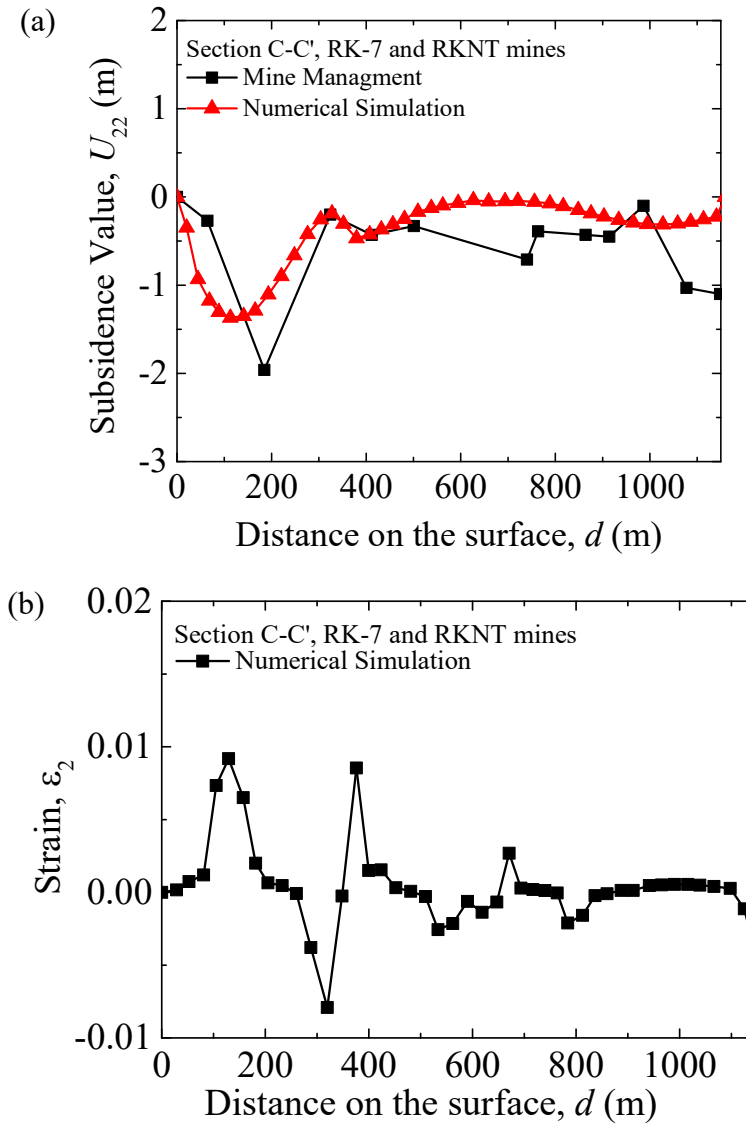 (a)
2
1
0
-1
-2
-3
Subsidence Value, U22 (m)
Section C-C', RK-7 and RKNT mines
Mine Managment
Numerical Simulation
0 200 400 600 800 1000
Distance on the surface, d (m)
(b)
0.02
0.01
0.00
-0.01
Strain, ε2
Section C-C', RK-7 and RKNT mines
Numerical Simulation
0 200 400 600 800 1000
Distance on the surface, d (m)